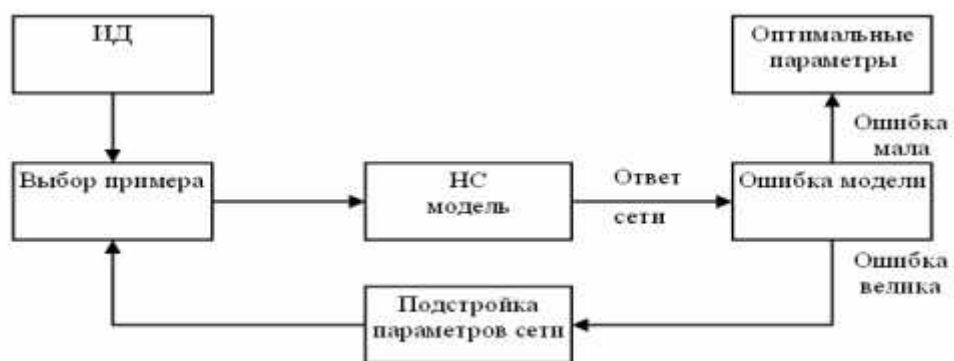 ИД
Оптимальные
параметры
Ошибка
мала
Выбор примера
НС
модель
Ответ
сети
Ошибка модели
Ошибка
велика
Подстройка
параметров сети